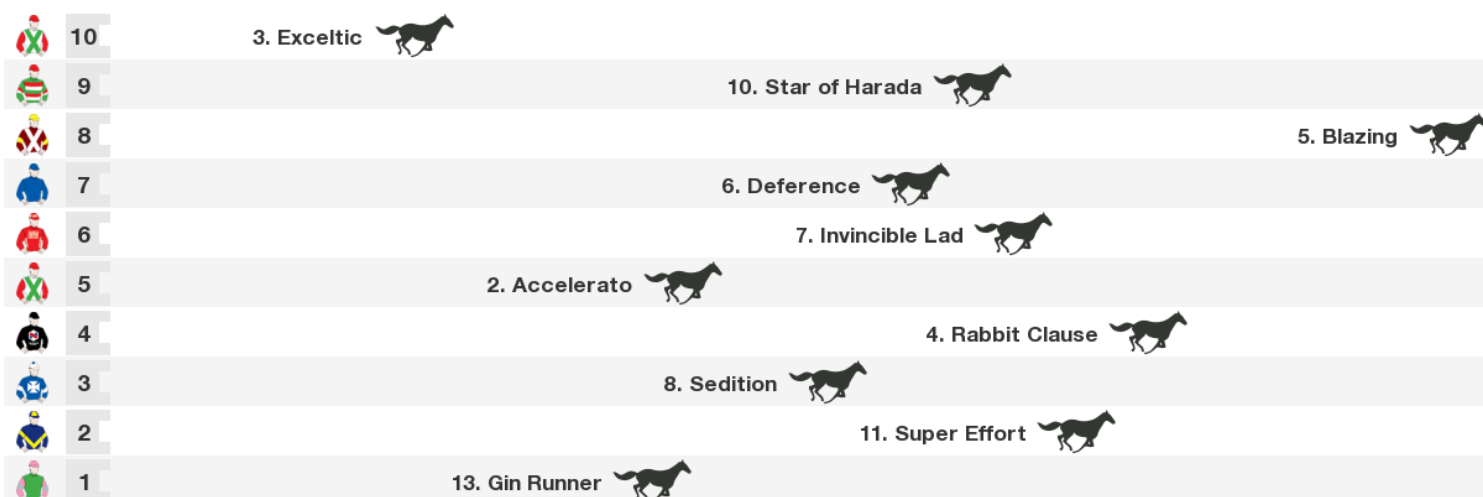 10 3. Exceltic
9 10. Star of Harada
8 5. Blazing
7 6. Deference
6 7. Invincible Lad
5 2. Accelerato
4 4. Rabbit Clause
3 8. Sedition
2 11. Super Effort
1 13. Gin Runner